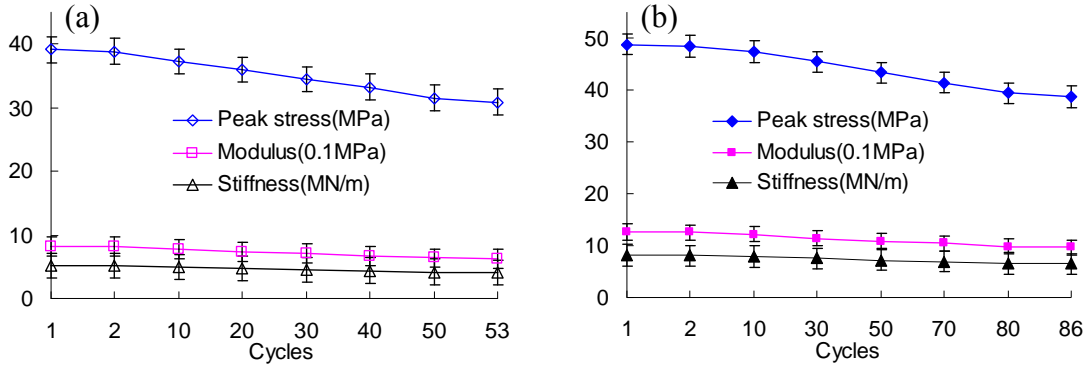 (a)
40
30
20
10
0
Peak stress(MPa)
Modulus(0.1MPa)
Stiffness(MN/m)
1 2 10 20 30 40 50 53
Cycles
(b)
50
40
30
20
10
0
Peak stress(MPa)
Modulus(0.1MPa)
Stiffness(MN/m)
1 2 10 30 50 70 80 86
Cycles